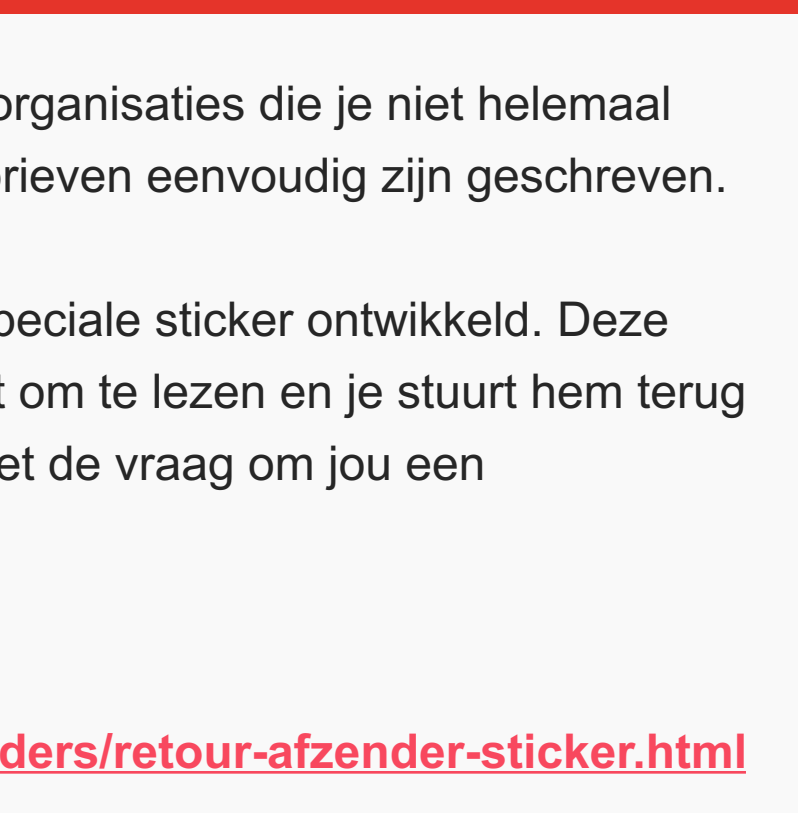 organisaties die je niet helemaal
rieven eenvoudig zijn geschreven.
peciale sticker ontwikkeld. Deze
t om te lezen en je stuurt hem terug
et de vraag om jou een
ders/retour-afzender-sticker.html